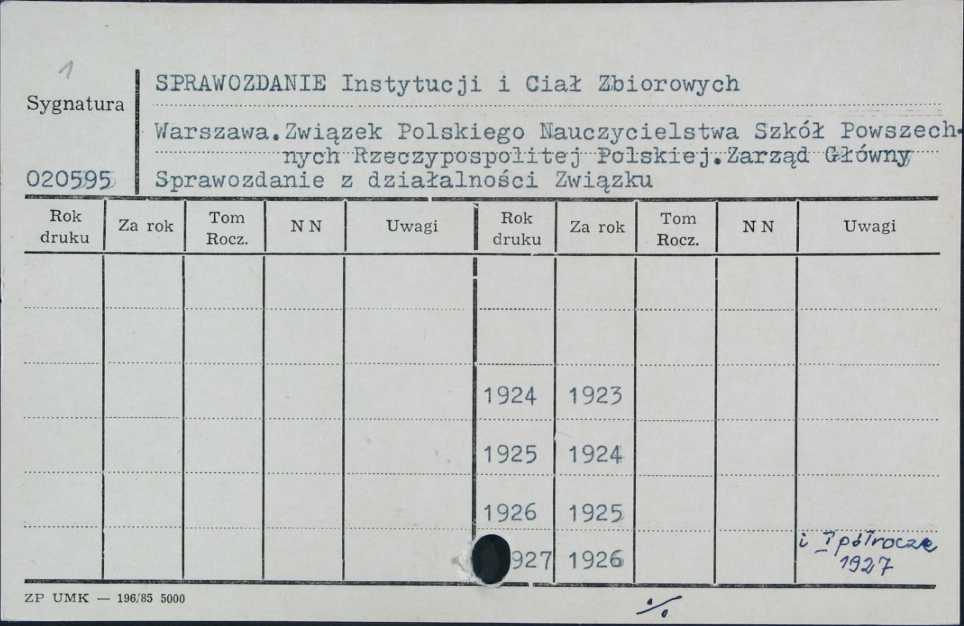 1
SPRAWOZDANIE Instytucji i Ciał Zbiorowych
Sygnatura
Warszawa.Związek Polskiego Nauczycielstwa Szkół Powszech-
nych Rzeczypospolitej Polskiej.Zarząd Główny
020595 Sprawozdanie z działalności Związku
Rok druku Za rok Tom Rocz. N N Uwagi Rok druku Za rok Tom Rocz. N N Uwagi
1924 1923
1925 1924
1926 1925
927 1926 i I półrocze
1927
ZP UMK — 196/85 5000
./.